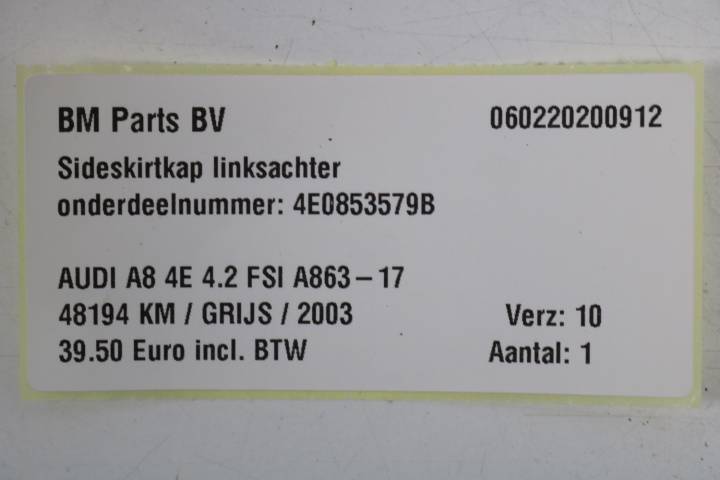 BM Parts BV 060220200912
Sideskirtkap linksachter
onderdeelnummer: 4E0853579B
AUDI A8 4E 4.2 FSI A863-17
48194 KM / GRIJS / 2003 Verz: 10
39.50 Euro incl. BTW Aantal: 1